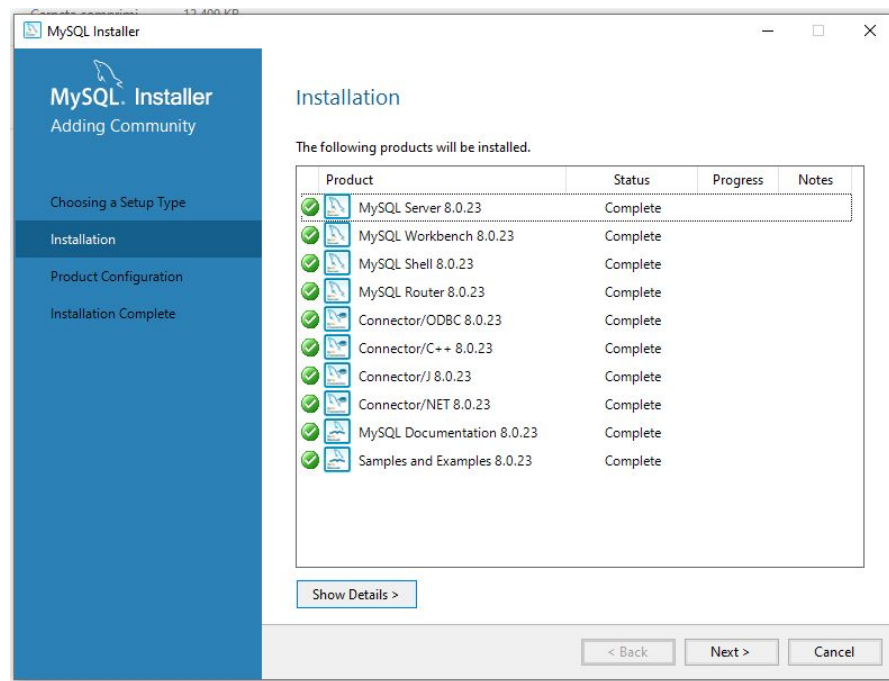 MySQL Installer
MySQL. Installer
Adding Community
Choosing a Setup Type
Installation
Product Configuration
Installation Complete
Installation
The following products will be installed.
Product Status Progress Notes
MySQL Server 8.0.23 Complete
MySQL Workbench 8.0.23 Complete
MySQL Shell 8.0.23 Complete
MySQL Router 8.0.23 Complete
Connector/ODBC 8.0.23 Complete
Connector/C++ 8.0.23 Complete
Connector/J 8.0.23 Complete
Connector/NET 8.0.23 Complete
MySQL Documentation 8.0.23 Complete
Samples and Examples 8.0.23 Complete
Show Details >
< Back Next > Cancel